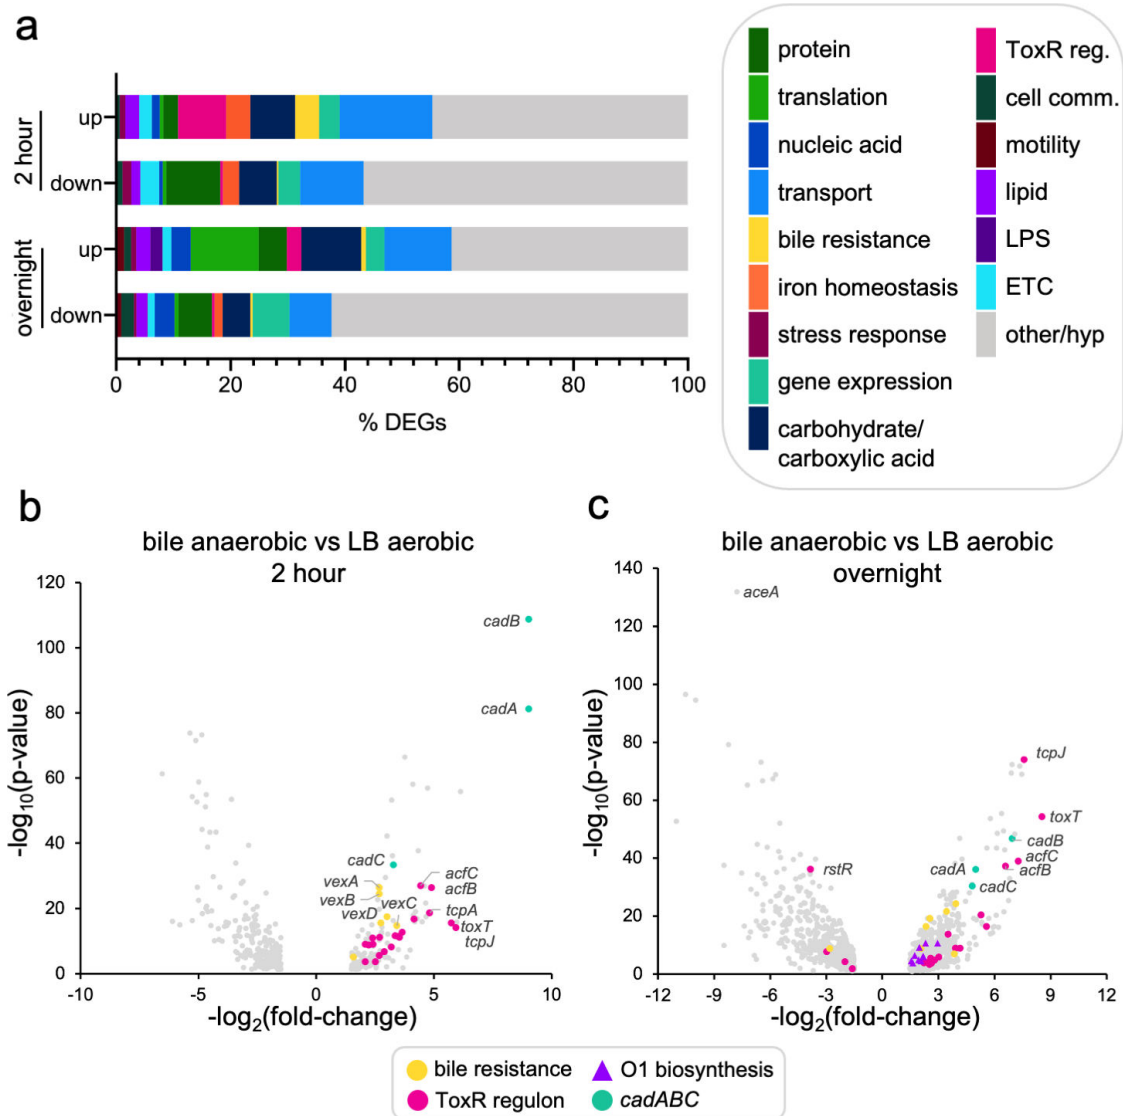 a
2 hour
up
down
overnight
up
down
0 20 40 60 80 100
% DEGs
protein
translation
nucleic acid
transport
bile resistance
iron homeostasis
stress response
gene expression
carbohydrate/
carboxylic acid
ToxR reg.
cell comm.
motility
lipid
LPS
ETC
other/hyp
b
bile anaerobic vs LB aerobic
2 hour
-log10(p-value)
120
100
80
60
40
20
0
-10 -5 0 5 10
-log2(fold-change)
cadB
cadA
cadC
vexA
vexB
vexD
vexC
acfC
acfB
tcpA
toxT
tcpJ
c
bile anaerobic vs LB aerobic
overnight
-log10(p-value)
140
120
100
80
60
40
20
0
-12 -9 -6 -3 0 3 6 9 12
-log2(fold-change)
aceA
tcpJ
toxT
cadB
acfC
acfB
cadA
cadC
rstR
bile resistance
ToxR regulon
O1 biosynthesis
cadABC